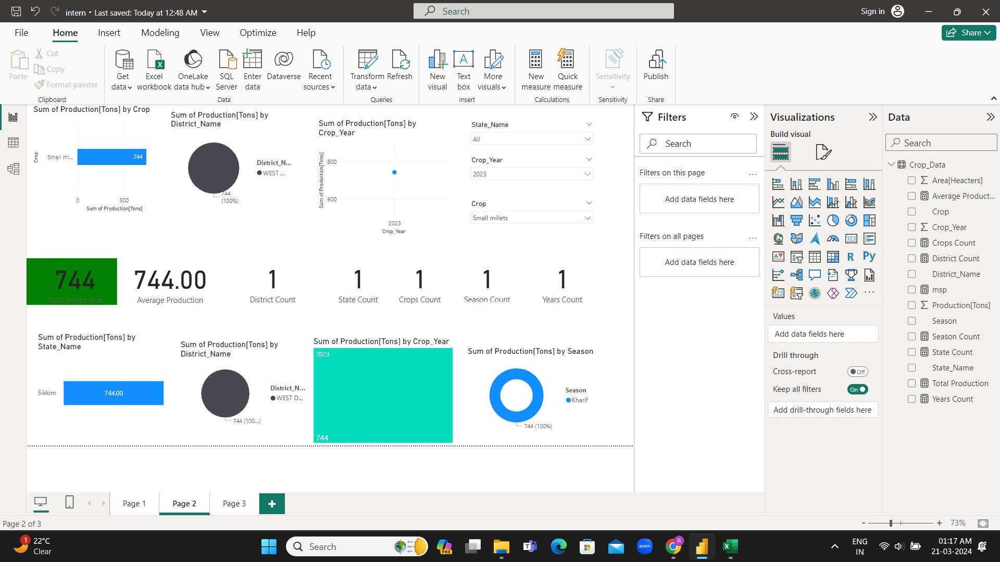 intern • Last saved: Today at 12:48 AM
Search
Sign in
File
Home
Insert
Modeling
View
Optimize
Help
Share
Paste
Cut
Copy
Format painter
Clipboard
Get data
Excel workbook
OneLake data hub
SQL Server
Enter data
Dataverse
Recent sources
Data
Transform data
Refresh
Queries
New visual
Text box
More visuals
Insert
New measure
Quick measure
Calculations
Sensitivity
Sensitivity
Publish
Share
Sum of Production[Tons] by Crop
Crop
Small mi...
744
0
500
Sum of Production[Tons]
Sum of Production[Tons] by
District_Name
744
(100%)
District_N...
WEST ...
Sum of Production[Tons] by
Crop_Year
Sum of Production[Tons]
800
600
2023
Crop_Year
State_Name
All
Crop_Year
2023
Crop
Small millets
744
Total Production
744.00
Average Production
1
District Count
1
State Count
1
Crops Count
1
Season Count
1
Years Count
Sum of Production[Tons] by
State_Name
Sikkim
744.00
Sum of Production[Tons] by
District_Name
744 (100...)
District_N...
WEST D...
Sum of Production[Tons] by Crop_Year
2023
744
Sum of Production[Tons] by Season
744 (100%)
Season
Kharif
Filters
Search
Filters on this page
...
Add data fields here
Filters on all pages
...
Add data fields here
Visualizations
Build visual
123
R
Py
123
...
Values
Add data fields here
Drill through
Cross-report
Off
Keep all filters
On
Add drill-through fields here
Data
Search
Crop_Data
Area[Heacters]
Average Product...
Crop
Crop_Year
Crops Count
District Count
District_Name
msp
Production[Tons]
Season
Season Count
State Count
State_Name
Total Production
Years Count
Page 1
Page 2
Page 3
+
Page 2 of 3
- + 73%
1
22°C
Clear
Search
PRE
zoom
R
ENG
IN
01:17 AM
21-03-2024